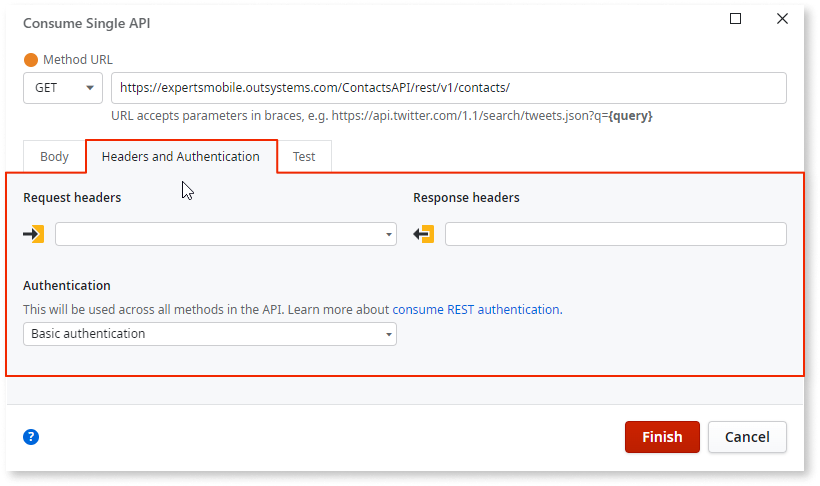 Consume Single API
Method URL
GET https://expertsmobile.outsystems.com/ContactsAPI/rest/v1/contacts/
URL accepts parameters in braces, e.g. https://api.twitter.com/1.1/search/tweets.json?q={query}
Body Headers and Authentication Test
Request headers Response headers
Authentication
This will be used across all methods in the API. Learn more about consume REST authentication.
Basic authentication
? Finish Cancel